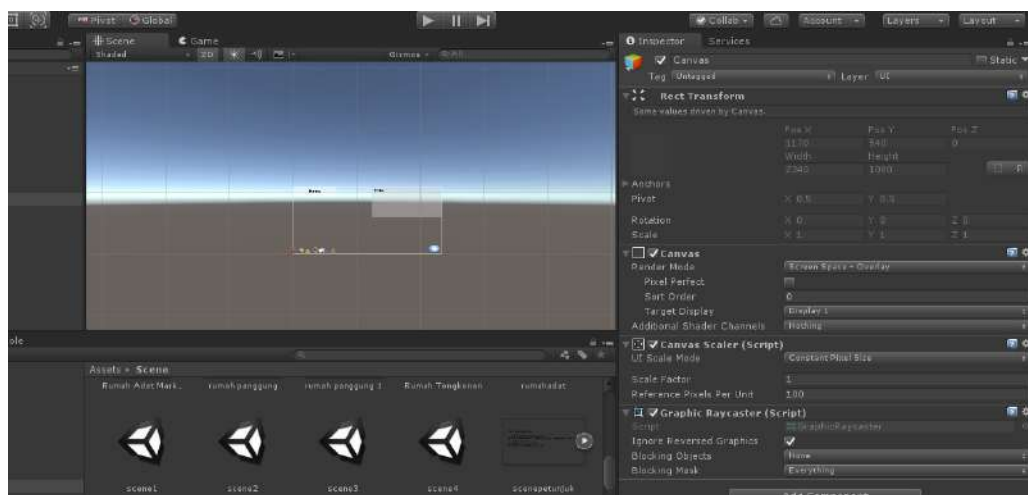 Pivot Global
Collab
Account
Layers
Layout
Scene
Game
Shaded
2D
Gizmos
Inspector
Services
Canvas
Static
Tag Untagged
Layer UI
Rect Transform
Some values driven by Canvas.
Pos X Pos Y Pos Z
1170 540 0
Width Height
2340 1080
R
Anchors
Pivot X 0.5 Y 0.5
Rotation X 0 Y 0 Z 0
Scale X 1 Y 1 Z 1
Canvas
Render Mode Screen Space - Overlay
Pixel Perfect
Sort Order 0
Target Display Display 1
Additional Shader Channels Nothing
Canvas Scaler (Script)
UI Scale Mode Constant Pixel Size
Scale Factor 1
Reference Pixels Per Unit 100
Graphic Raycaster (Script)
Script GraphicRaycaster
Ignore Reversed Graphics
Blocking Objects None
Blocking Mask Everything
Add Component
ole
Assets ▸ Scene
Rumah Adat Mark... rumah panggung rumah panggung 1 Rumah Tongkonan rumahadat
scene1 scene2 scene3 scene4 scenepetunjuk